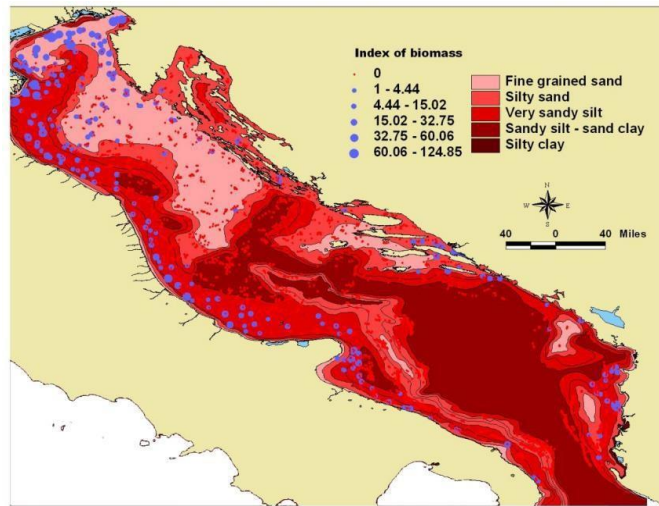 Index of biomass
0
1 - 4.44
4.44 - 15.02
15.02 - 32.75
32.75 - 60.06
60.06 - 124.85
Fine grained sand
Silty sand
Very sandy silt
Sandy silt - sand clay
Silty clay
N
W E
S
40 0 40 Miles